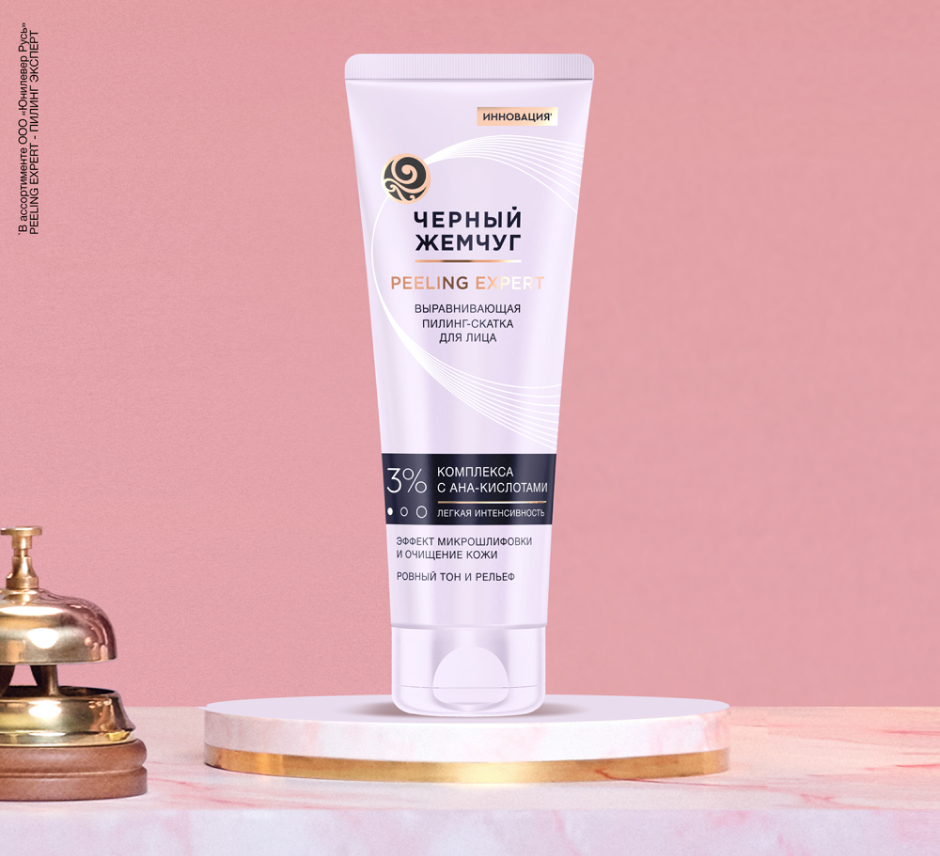 *В ассортименте ООО «Юнилевер Русь»
PEELING EXPERT - ПИЛИНГ ЭКСПЕРТ
ИННОВАЦИЯ*
ЧЕРНЫЙ
ЖЕМЧУГ
PEELING EXPERT
ВЫРАВНИВАЮЩАЯ
ПИЛИНГ-СКАТКА
ДЛЯ ЛИЦА
3% КОМПЛЕКСА
С АНА-КИСЛОТАМИ
ЛЕГКАЯ ИНТЕНСИВНОСТЬ
ЭФФЕКТ МИКРОШЛИФОВКИ
И ОЧИЩЕНИЕ КОЖИ
РОВНЫЙ ТОН И РЕЛЬЕФ